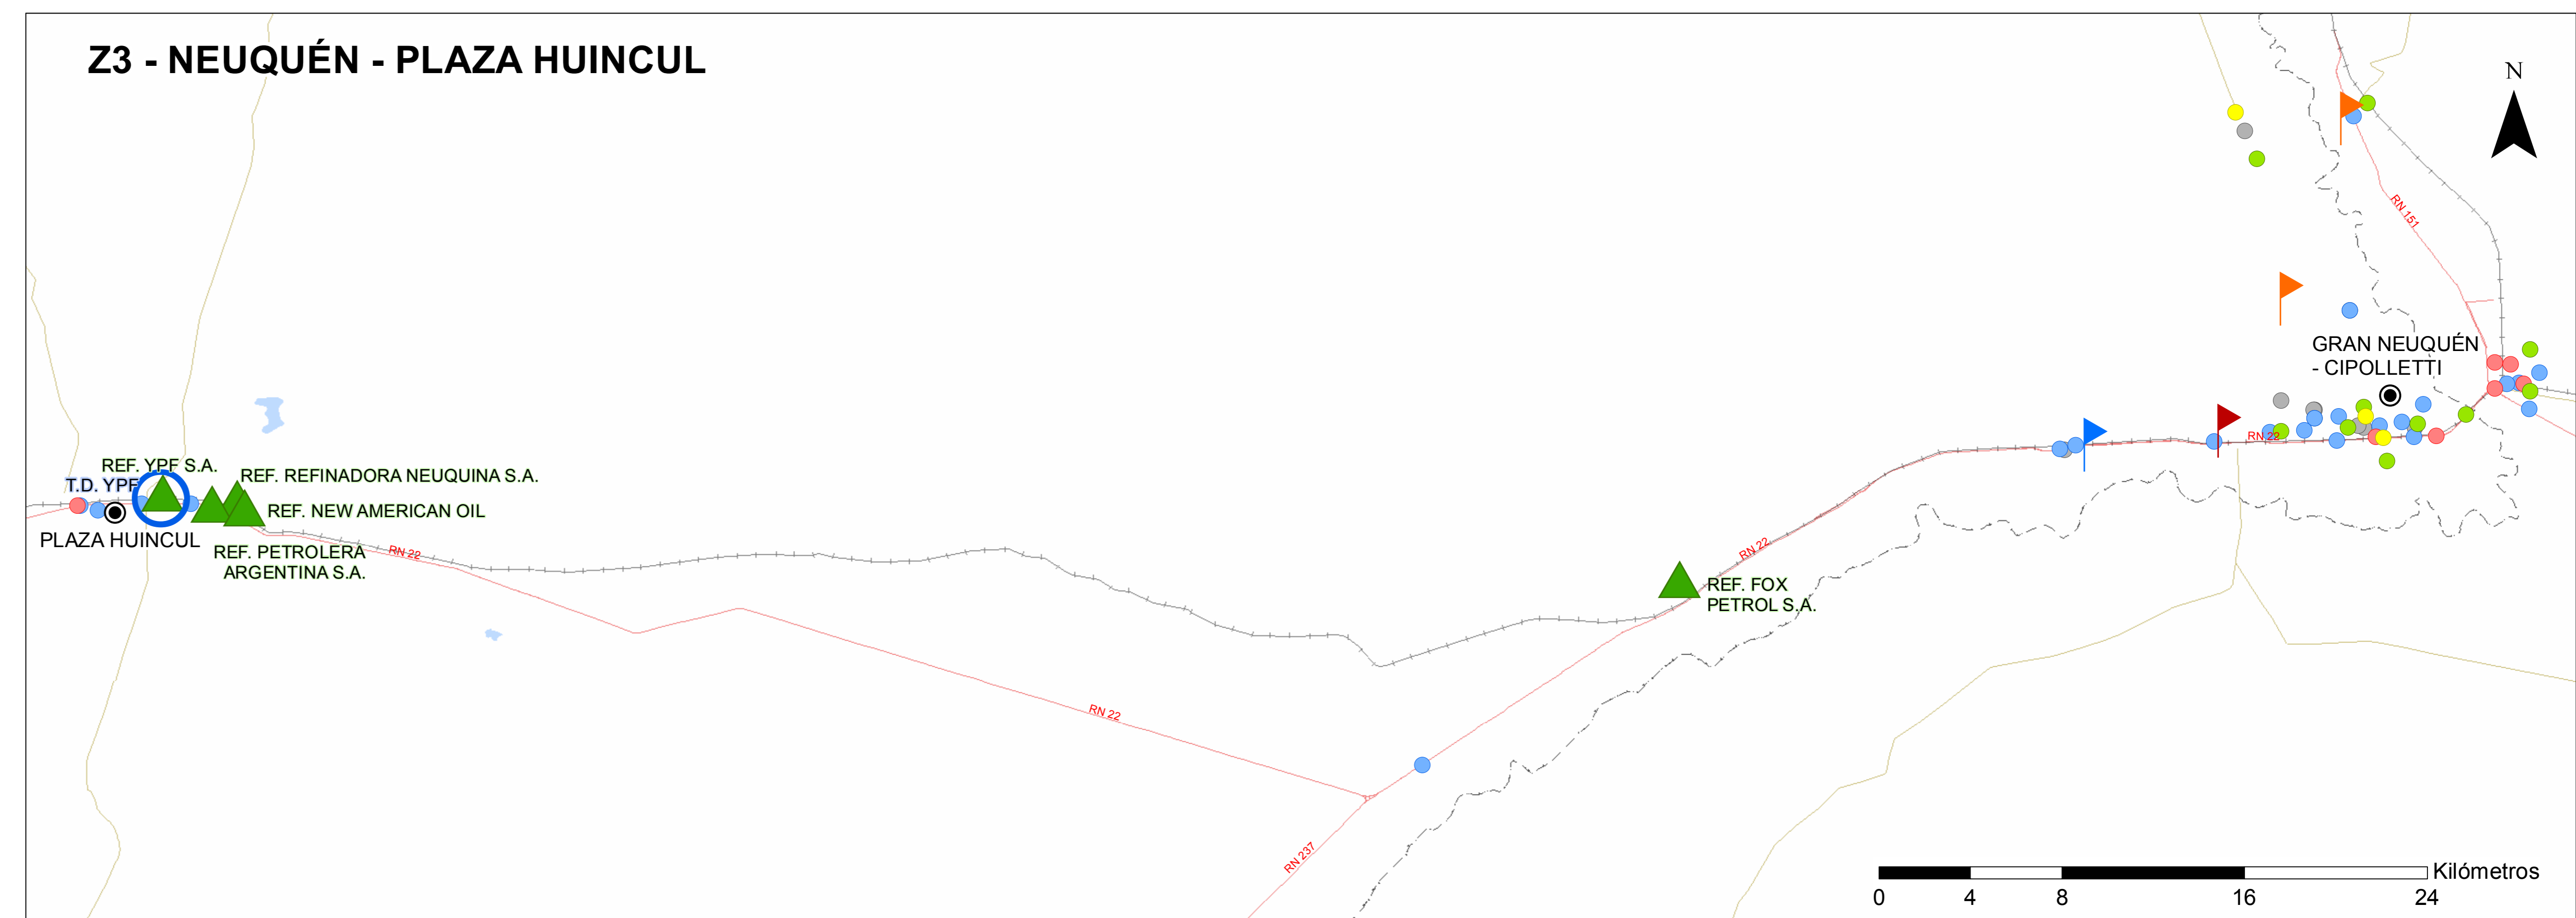 Z3 - NEUQUÉN - PLAZA HUINCUL
N
RN 151
GRAN NEUQUÉN
- CIPOLLETTI
RN 22
REF. YPF S.A.
T.D. YPF
REF. REFINADORA NEUQUINA S.A.
REF. NEW AMERICAN OIL
PLAZA HUINCUL
REF. PETROLERA
ARGENTINA S.A.
RN 22
RN 22
REF. FOX
PETROL S.A.
RN 22
RN 237
Kilómetros
0 4 8 16 24